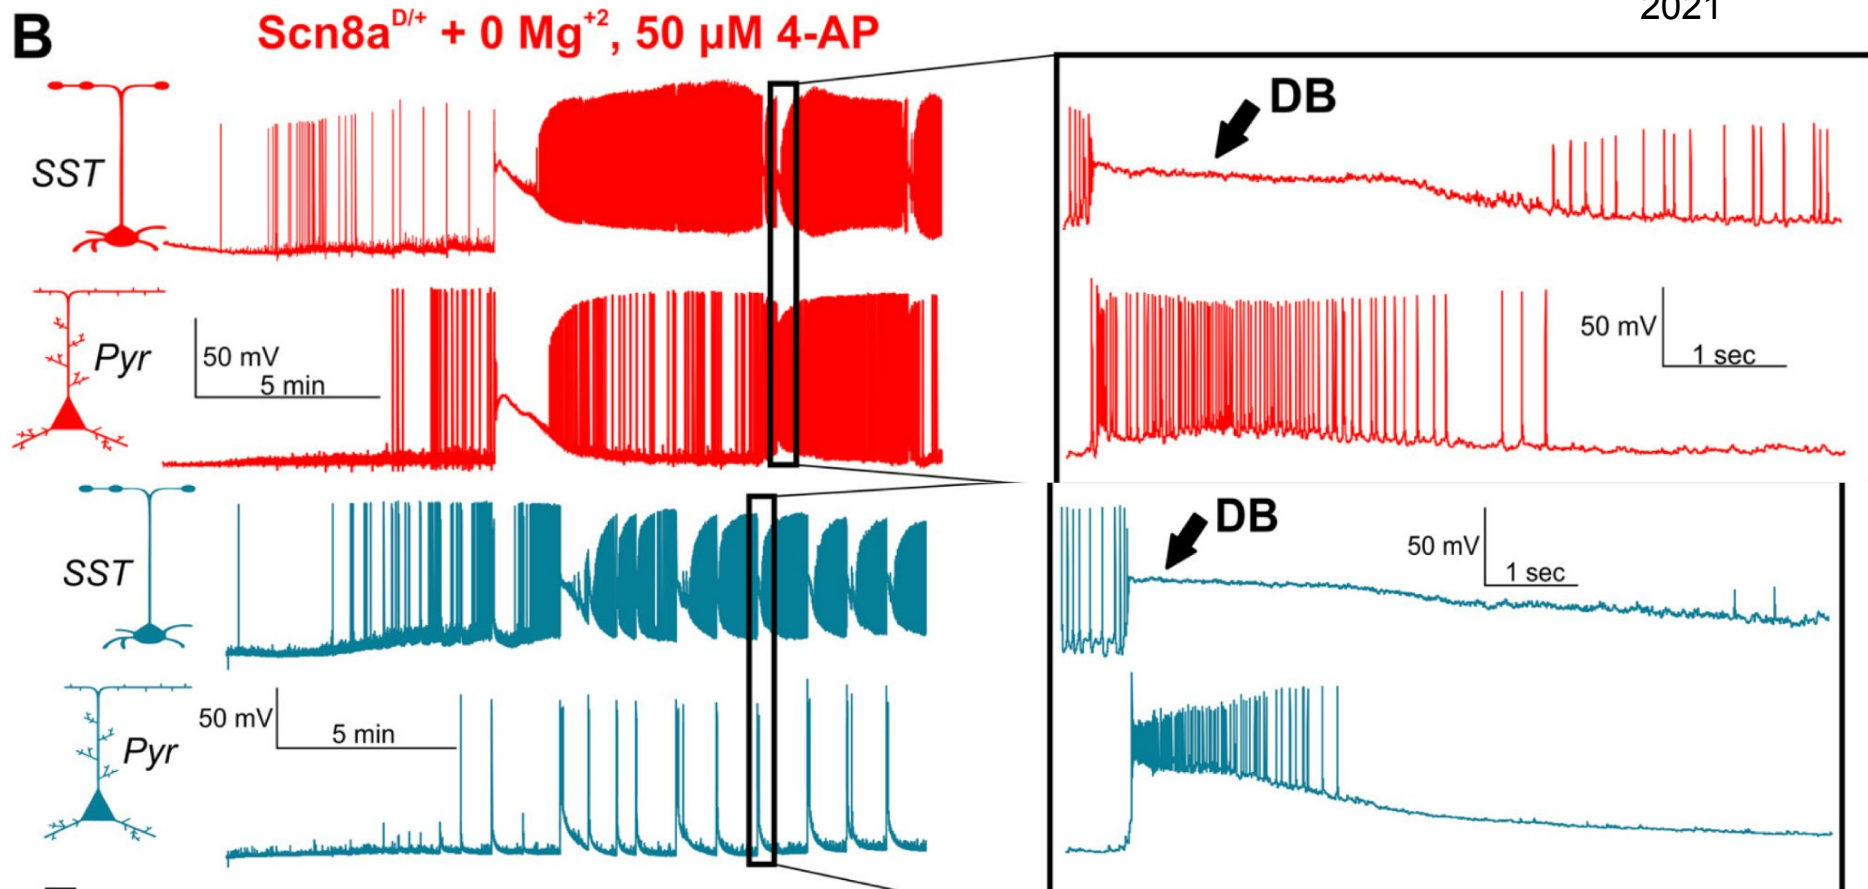 2021
B
Scn8aD/+ + 0 Mg+2, 50 µM 4-AP
SST
DB
Pyr
50 mV
5 min
50 mV
1 sec
SST
DB
50 mV
1 sec
Pyr
50 mV
5 min